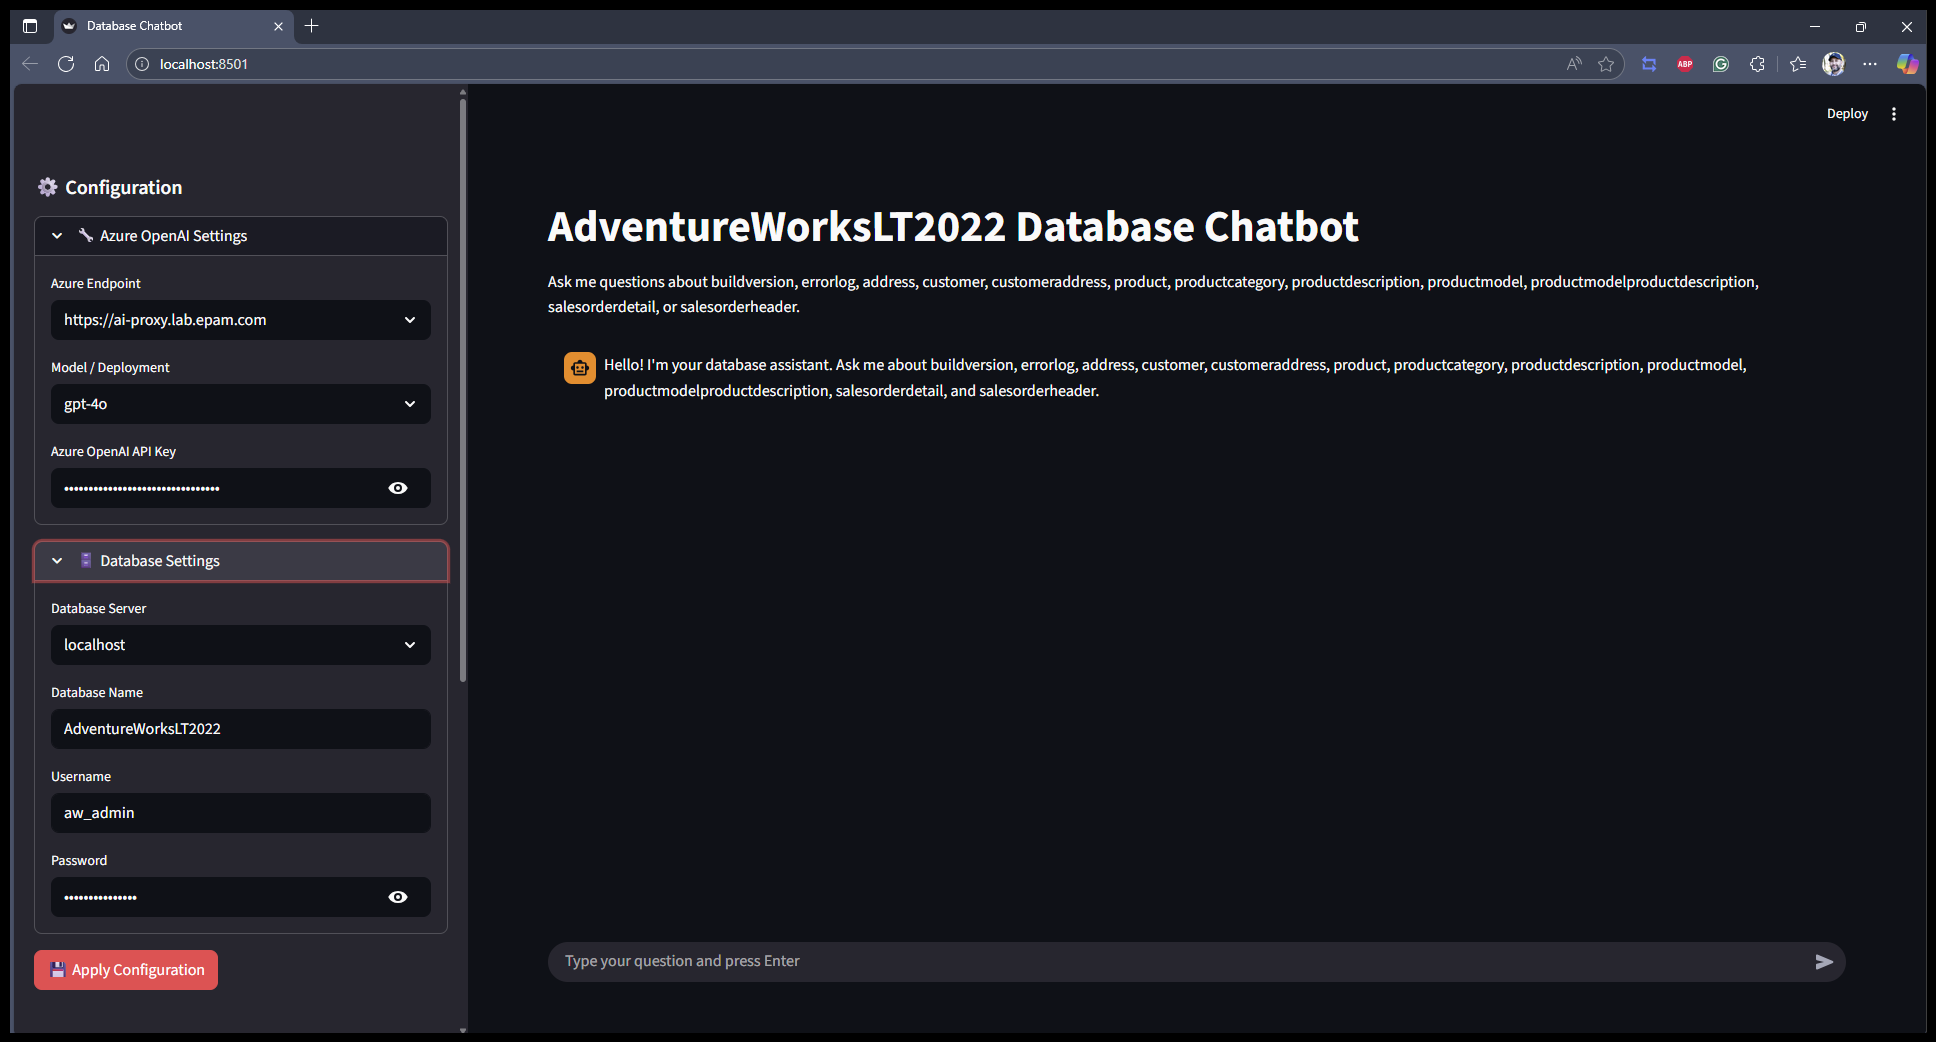 Database Chatbot
localhost:8501
ABP
Deploy
Configuration
Azure OpenAI Settings
Azure Endpoint
https://ai-proxy.lab.epam.com
Model / Deployment
gpt-4o
Azure OpenAI API Key
Database Settings
Database Server
localhost
Database Name
AdventureWorksLT2022
Username
aw_admin
Password
Apply Configuration
AdventureWorksLT2022 Database Chatbot
Ask me questions about buildversion, errorlog, address, customer, customeraddress, product, productcategory, productdescription, productmodel, productmodelproductdescription,
salesorderdetail, or salesorderheader.
Hello! I'm your database assistant. Ask me about buildversion, errorlog, address, customer, customeraddress, product, productcategory, productdescription, productmodel,
productmodelproductdescription, salesorderdetail, and salesorderheader.
Type your question and press Enter